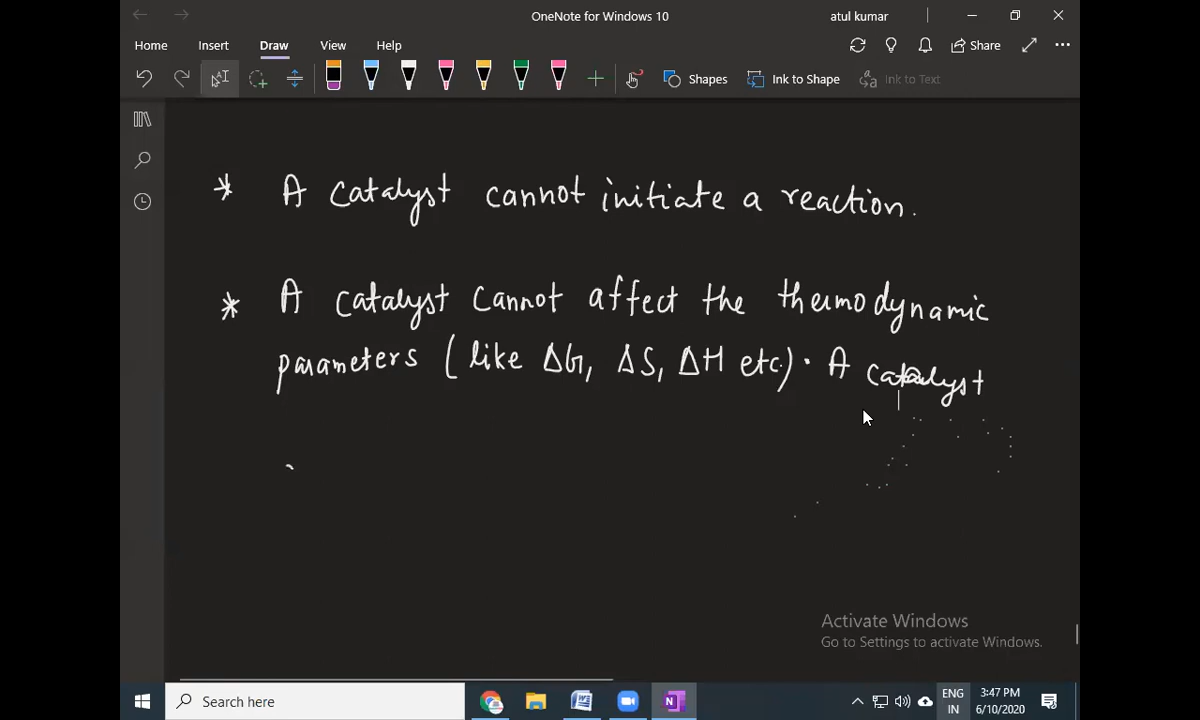 OneNote for Windows 10
atul kumar
Home Insert Draw View Help
Share
Shapes
Ink to Shape
Ink to Text
* A catalyst cannot initiate a reaction.
* A catalyst cannot affect the thermodynamic
parameters (like ΔG, ΔS, ΔH etc.). A catalyst
Activate Windows
Go to Settings to activate Windows.
Search here
ENG
IN
3:47 PM
6/10/2020